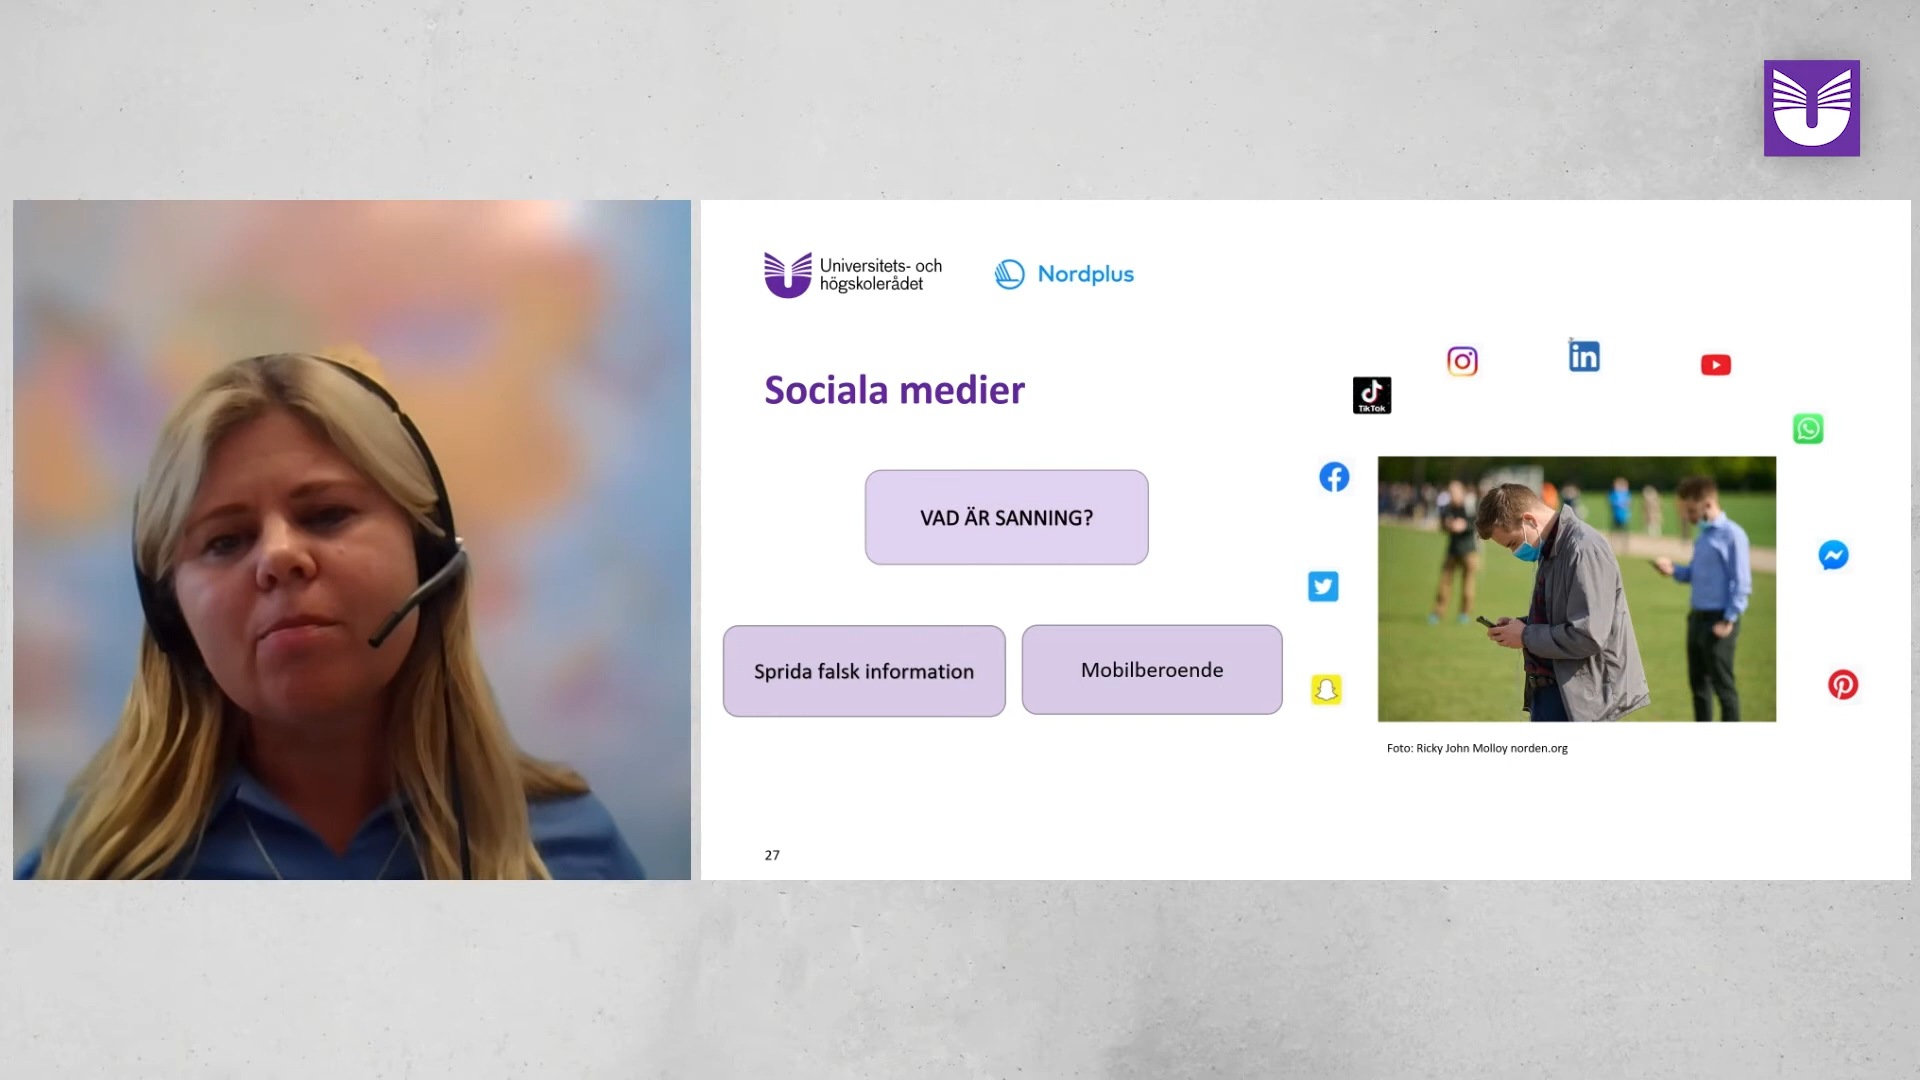 Universitets- och
högskolerådet
Nordplus
Sociala medier
TikTok
in
VAD ÄR SANNING?
Sprida falsk information
Mobilberoende
Foto: Ricky John Molloy norden.org
27